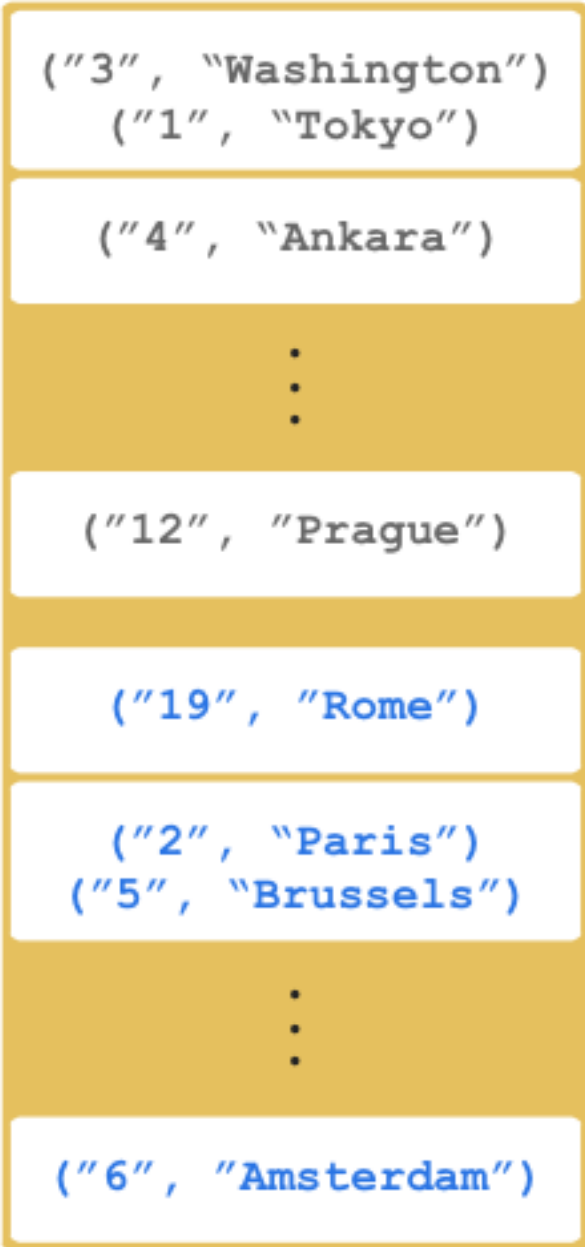 (″3″, “Washington″)
(″1″, “Tokyo″)
(″4″, “Ankara″)
(″12″, ″Prague″)
(″19″, ″Rome″)
(″2″, “Paris″)
(″5″, “Brussels″)
(″6″, ″Amsterdam″)